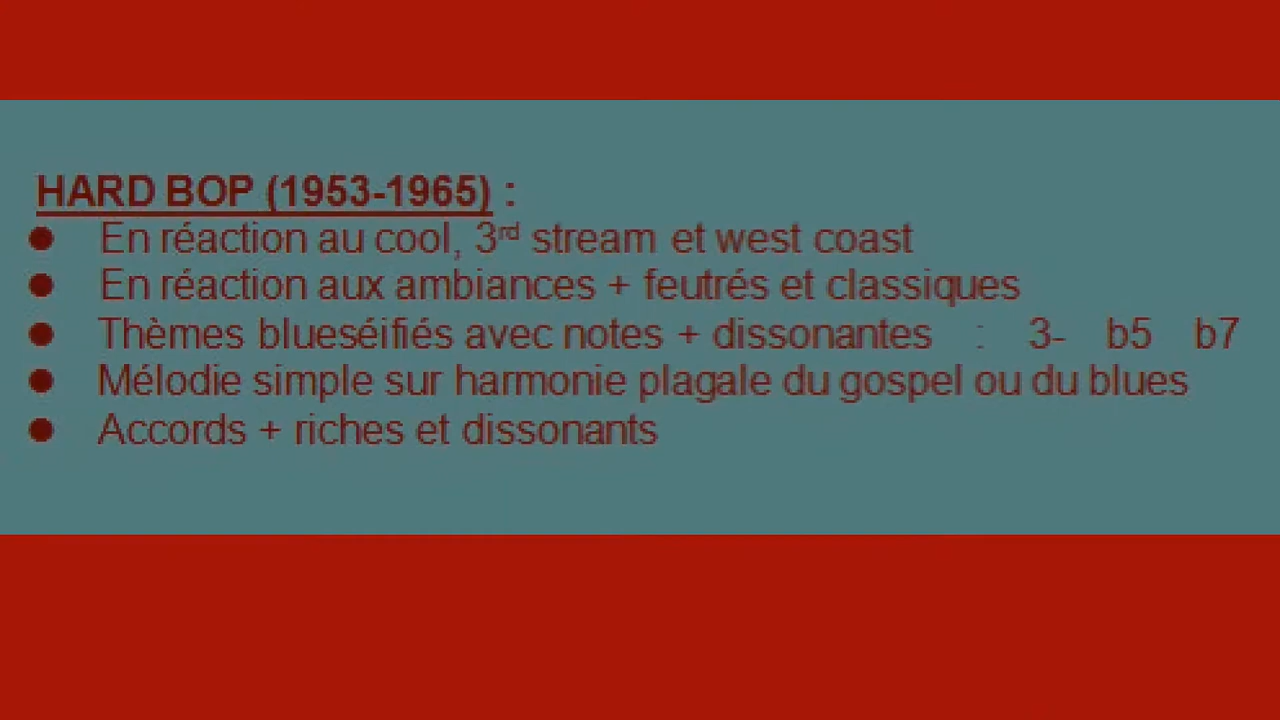 HARD BOP (1953-1965) :
● En réaction au cool, 3rd stream et west coast
● En réaction aux ambiances + feutrés et classiques
● Thèmes blueséifiés avec notes + dissonantes : 3- b5 b7
● Mélodie simple sur harmonie plagale du gospel ou du blues
● Accords + riches et dissonants